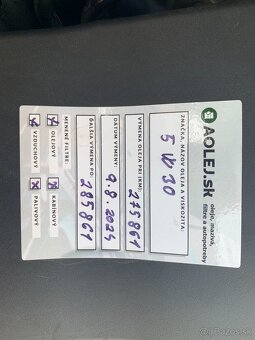 AOLEJ.sk
oleje, mazivá,
filtre a autopotreby
ZNAČKA, NÁZOV OLEJA A VISKOZITA:
5W30
VÝMENA OLEJA PRI (KM):
275861
DÁTUM VÝMENY:
9.8.2024
ĎALŠIA VÝMENA PO:
285861
MENENÉ FILTRE:
OLEJOVÝ
KABÍNOVÝ
VZDUCHOVÝ
PALIVOVÝ